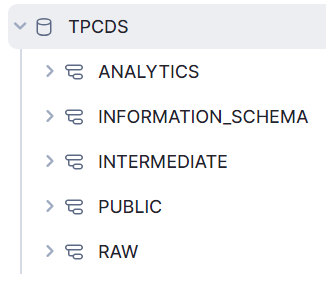 TPCDS
ANALYTICS
INFORMATION_SCHEMA
INTERMEDIATE
PUBLIC
RAW